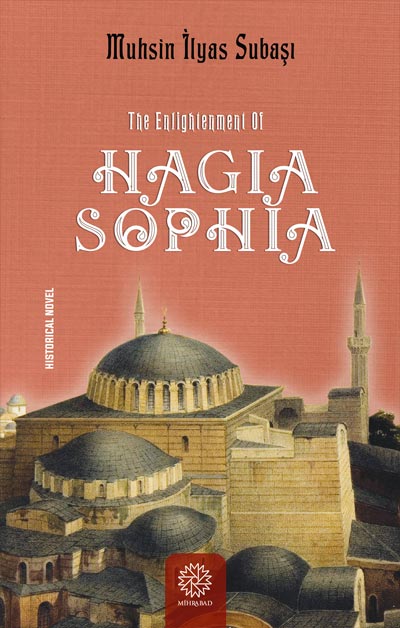 Muhsin İlyas Subaşı
The Enlightenment Of
HAGIA
SOPHIA
HISTORICAL NOVEL
MİHRABAD